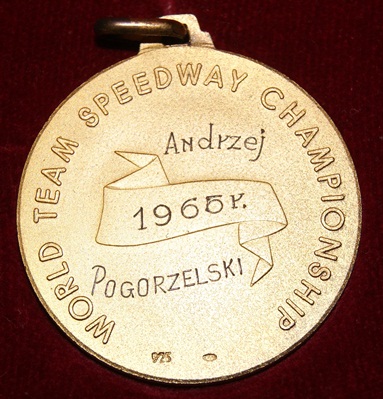 WORLD TEAM SPEEDWAY CHAMPIONSHIP
Andrzej
1965r.
POGORZELSKI
925